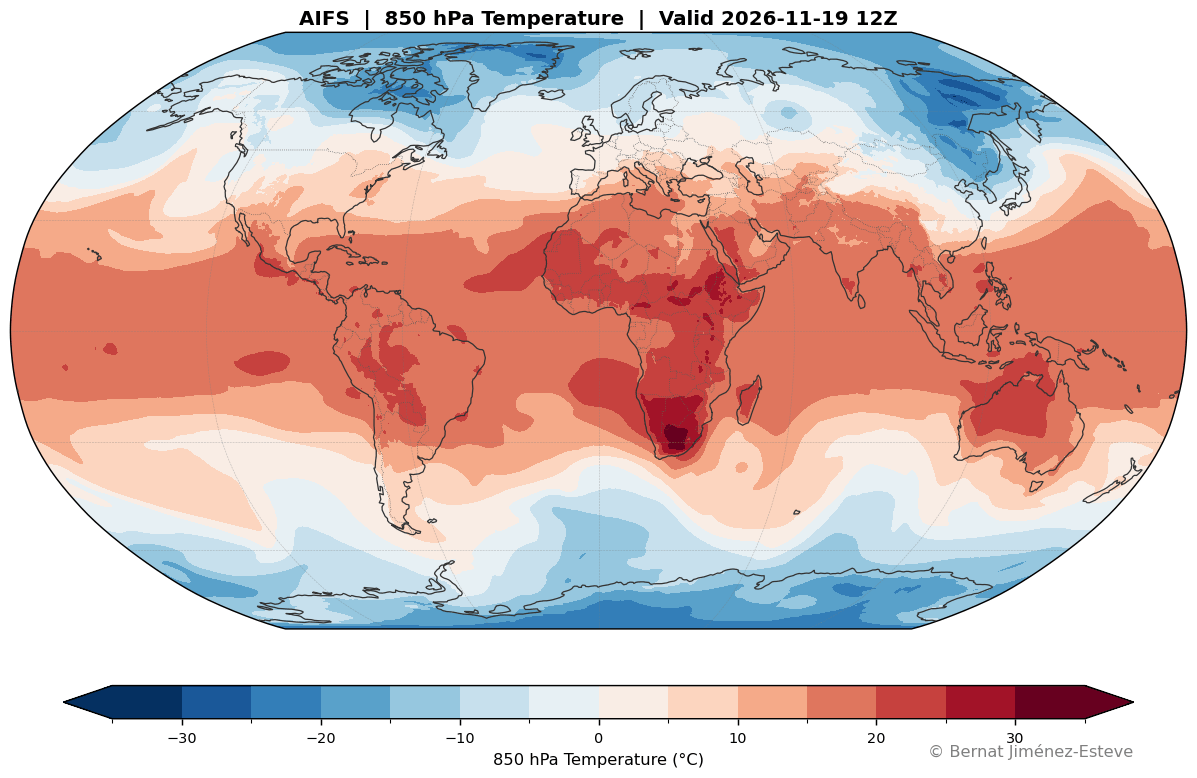 AIFS | 850 hPa Temperature | Valid 2026-11-19 12Z
−30 −20 −10 0 10 20 30
850 hPa Temperature (°C)
© Bernat Jiménez-Esteve